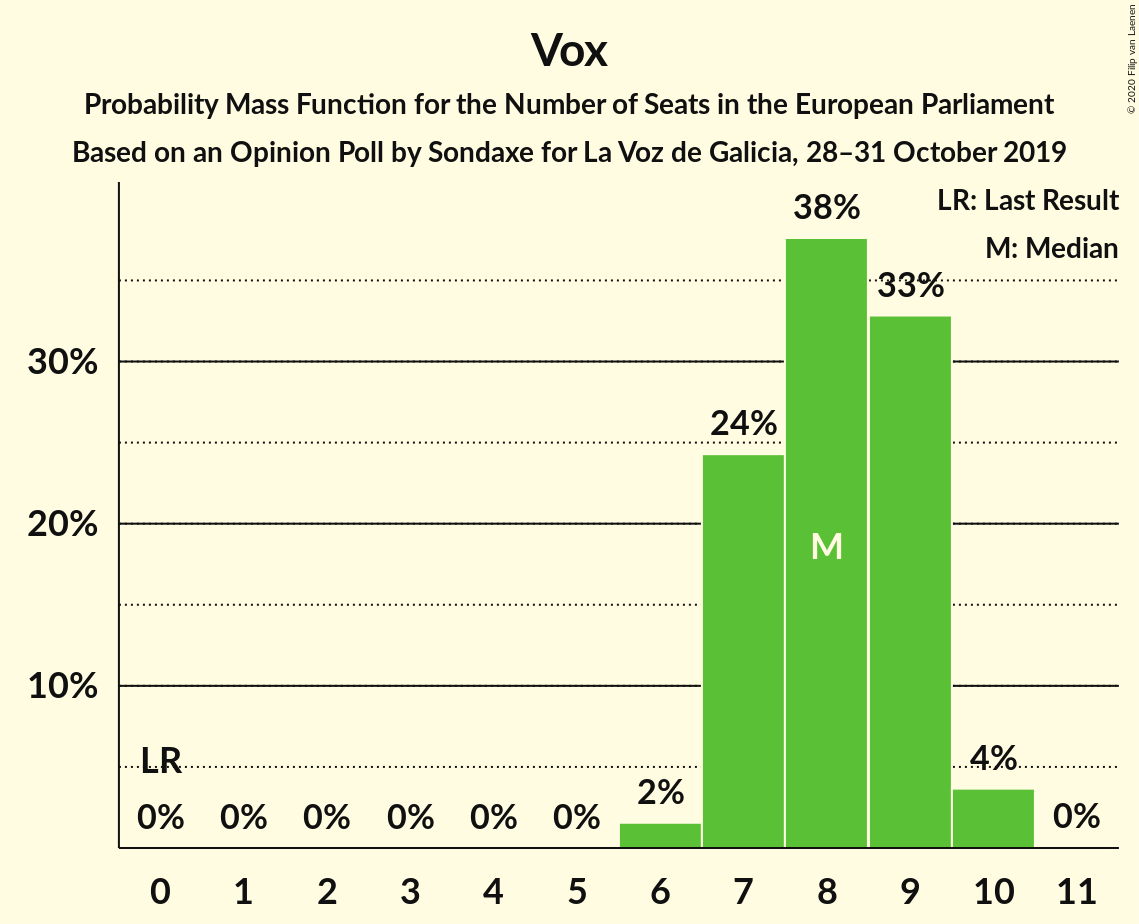 Vox
Probability Mass Function for the Number of Seats in the European Parliament
Based on an Opinion Poll by Sondaxe for La Voz de Galicia, 28–31 October 2019
© 2020 Filip van Laenen
LR: Last Result
M: Median
38%
33%
30%
24%
20%
M
10%
LR
4%
2%
0% 0% 0% 0% 0% 0% 0%
0 1 2 3 4 5 6 7 8 9 10 11